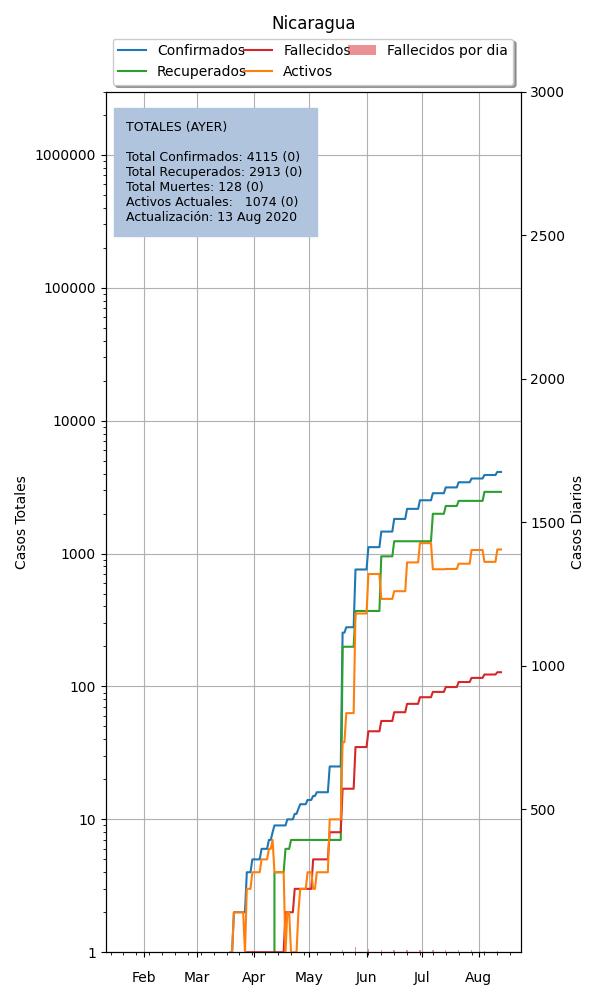 Nicaragua
Confirmados Fallecidos Fallecidos por dia
Recuperados Activos
TOTALES (AYER)
Total Confirmados: 4115 (0)
Total Recuperados: 2913 (0)
Total Muertes: 128 (0)
Activos Actuales: 1074 (0)
Actualización: 13 Aug 2020
1000000
100000
10000
1000
100
10
1
Casos Totales
3000
2500
2000
1500
1000
500
Casos Diarios
Feb Mar Apr May Jun Jul Aug